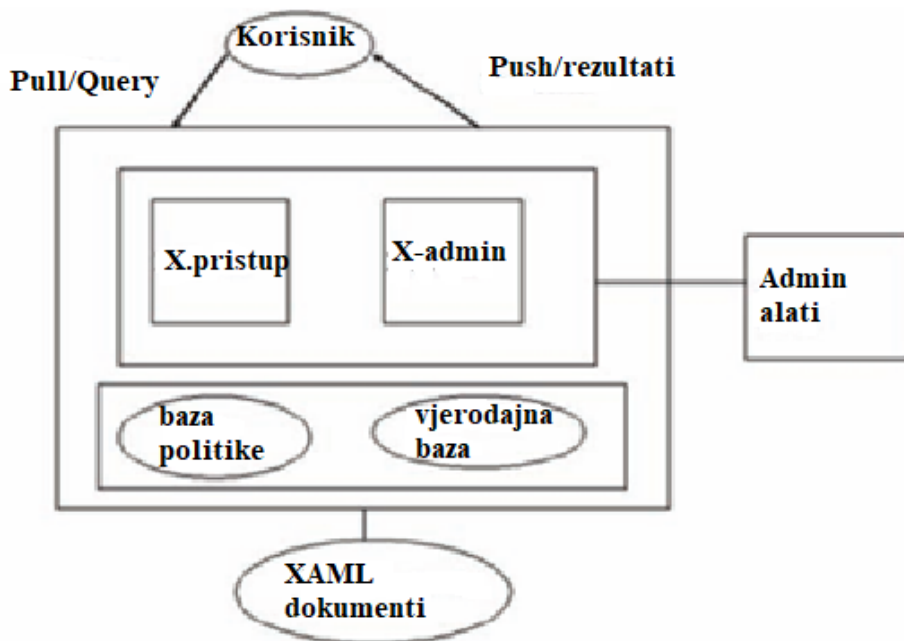 Korisnik
Pull/Query
Push/rezultati
X.pristup
X-admin
Admin
alati
baza
politike
vjerodajna
baza
XAML
dokumenti